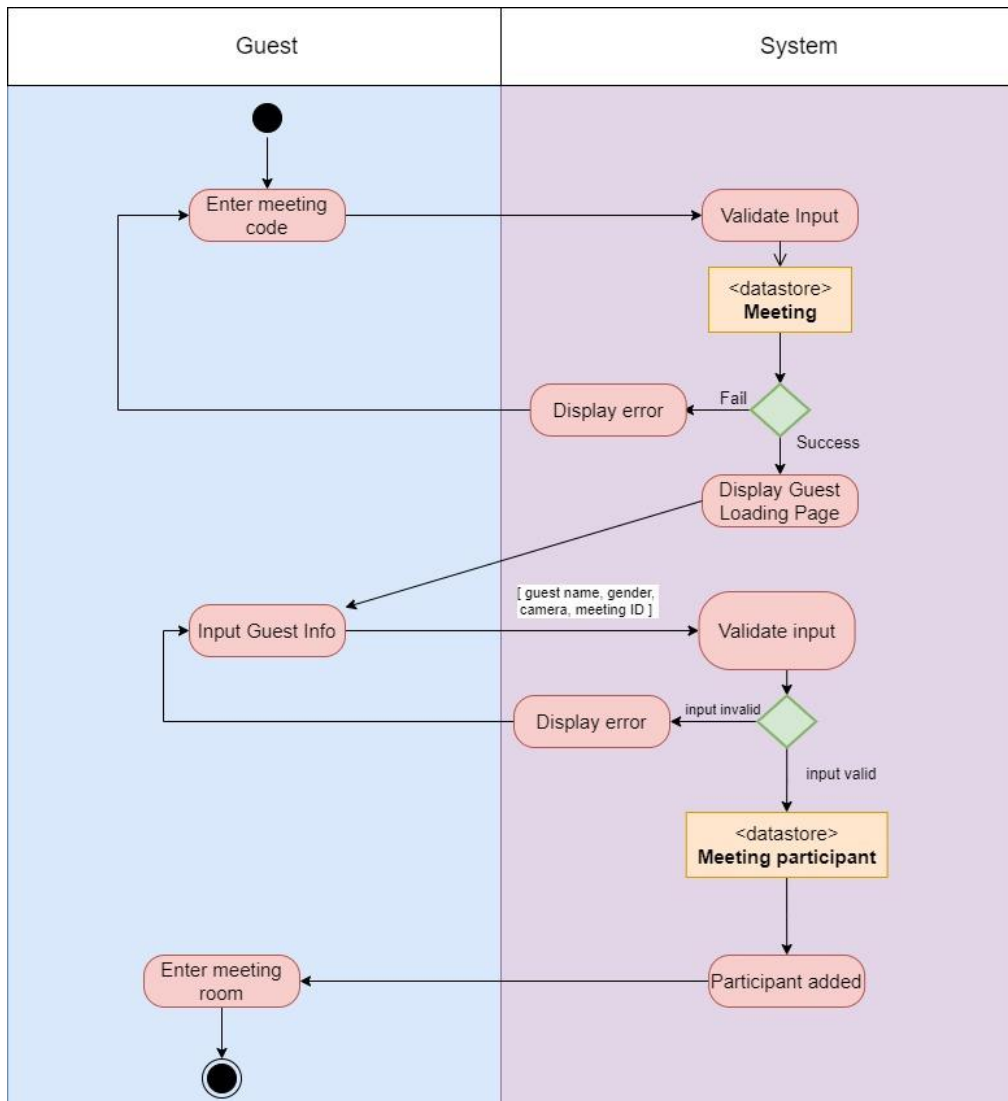 Guest
System
Enter meeting
code
Validate Input
<datastore>
Meeting
Fail
Display error
Success
Display Guest
Loading Page
[ guest name, gender,
camera, meeting ID ]
Input Guest Info
Validate input
input invalid
Display error
input valid
<datastore>
Meeting participant
Enter meeting
room
Participant added